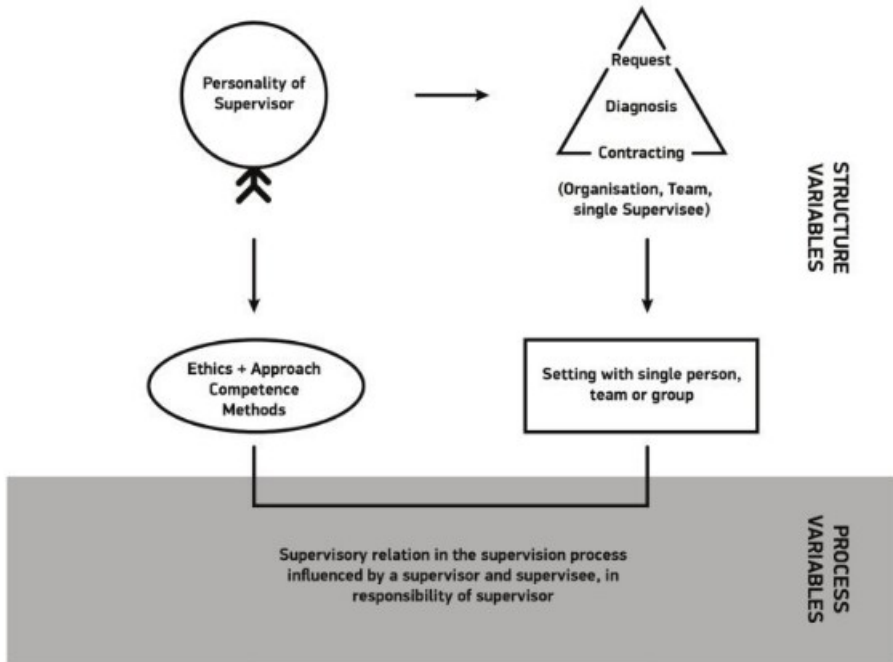 Personality of
Supervisor
Request
Diagnosis
Contracting
(Organisation, Team,
single Supervisee)
STRUCTURE
VARIABLES
Ethics + Approach
Competence
Methods
Setting with single person,
team or group
Supervisory relation in the supervision process
influenced by a supervisor and supervisee, in
responsibility of supervisor
PROCESS
VARIABLES